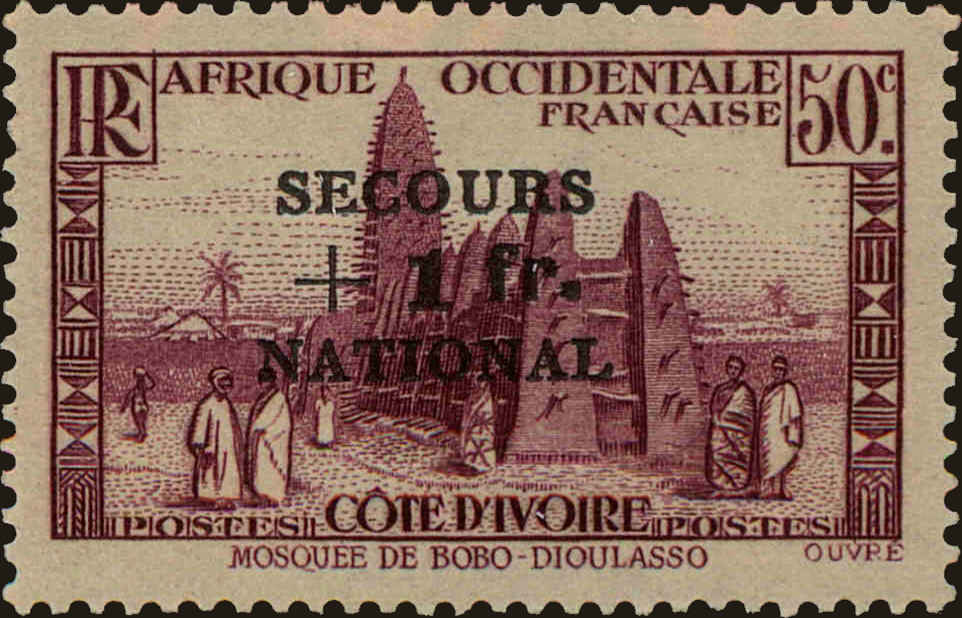 RF AFRIQUE OCCIDENTALE 50c.
FRANÇAISE
SECOURS
+ 1 fr.
NATIONAL
POSTES CÔTE D'IVOIRE POSTES
MOSQUEE DE BOBO-DIOULASSO OUVRÉ